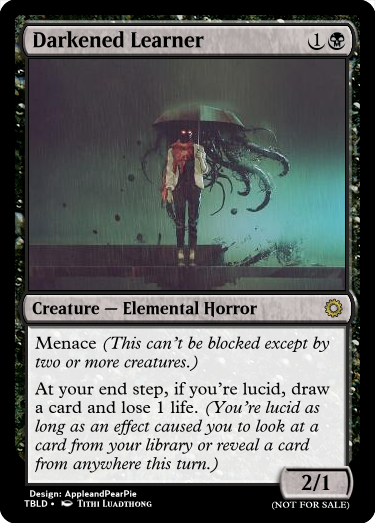 Darkened Learner 1
Creature — Elemental Horror
Menace (This can't be blocked except by
two or more creatures.)
At your end step, if you're lucid, draw
a card and lose 1 life. (You're lucid as
long as an effect caused you to look at a
card from your library or reveal a card
from anywhere this turn.)
2/1
Design: AppleandPearPie
TBLD • Tithi Luadthong
(NOT FOR SALE)